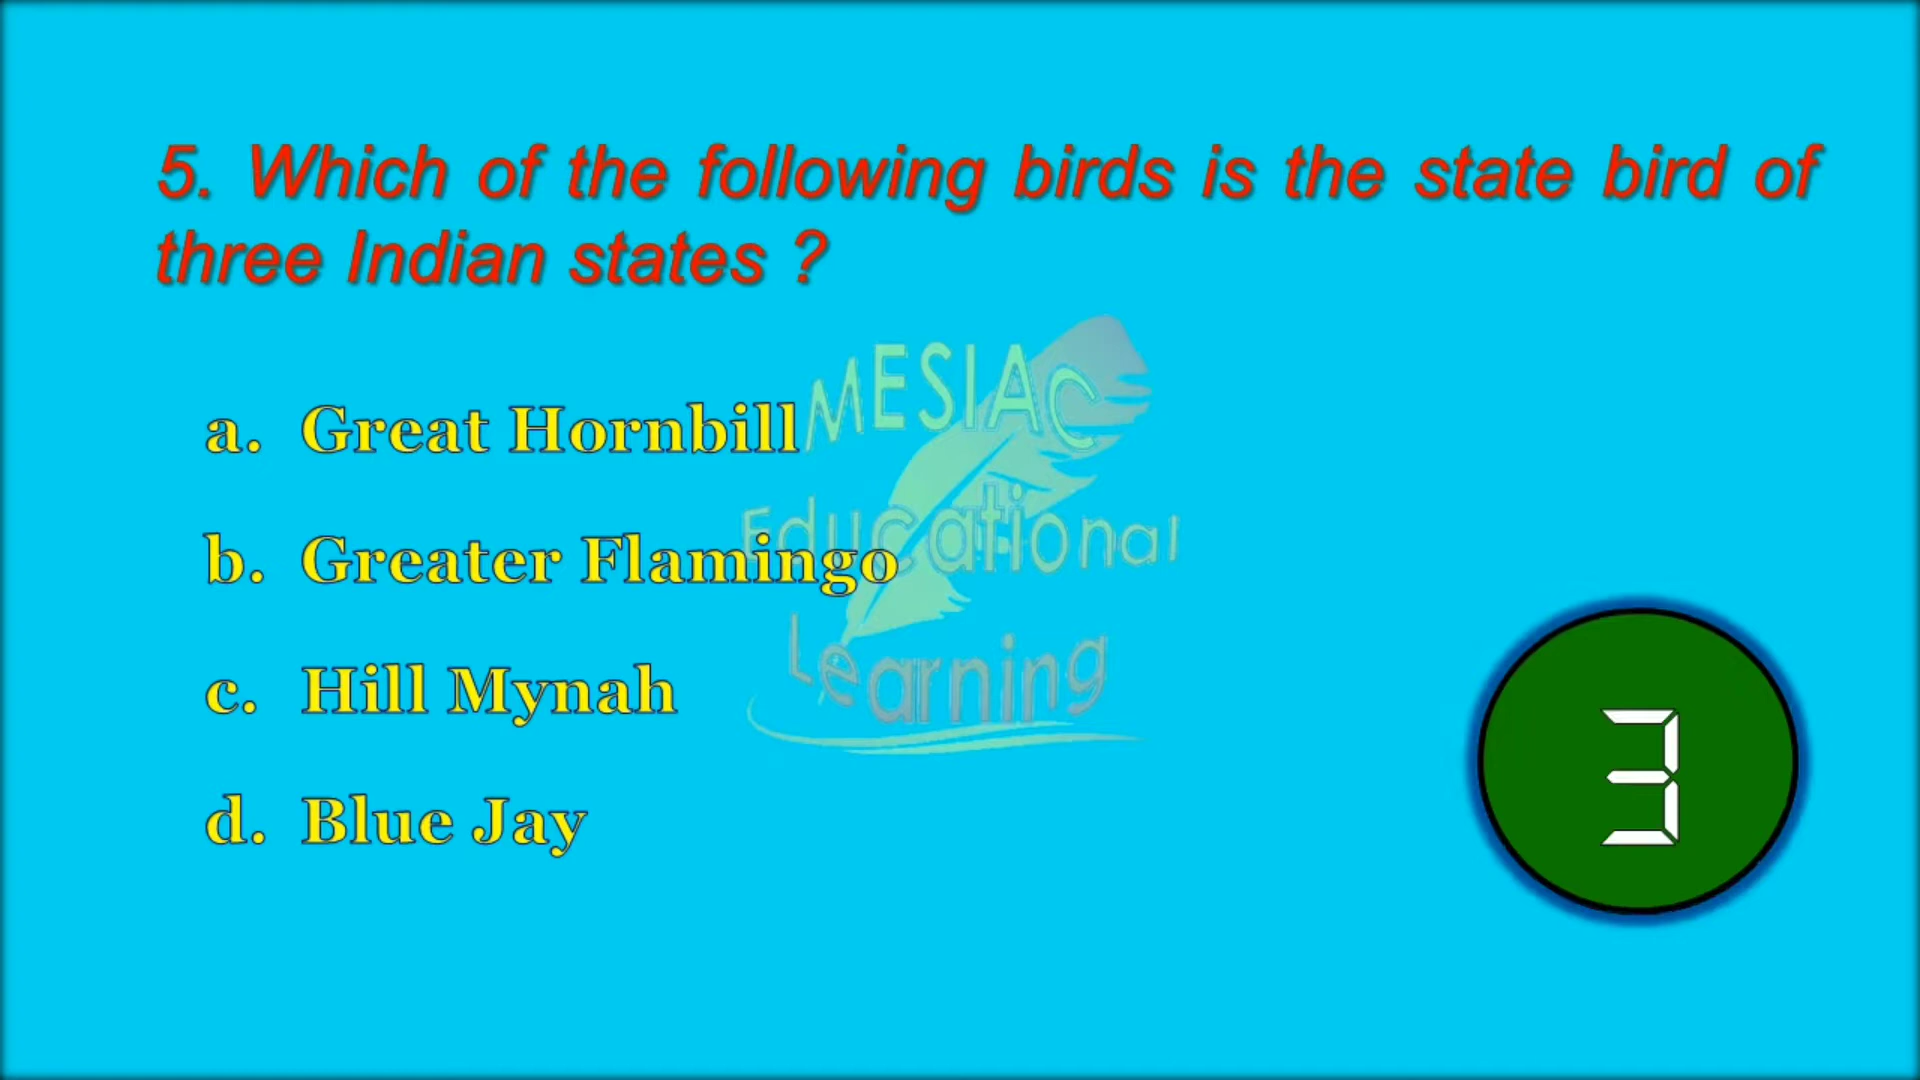 5. Which of the following birds is the state bird of
three Indian states ?
MESIAC
a. Great Hornbill
Educational
b. Greater Flamingo
Learning
c. Hill Mynah
3
d. Blue Jay